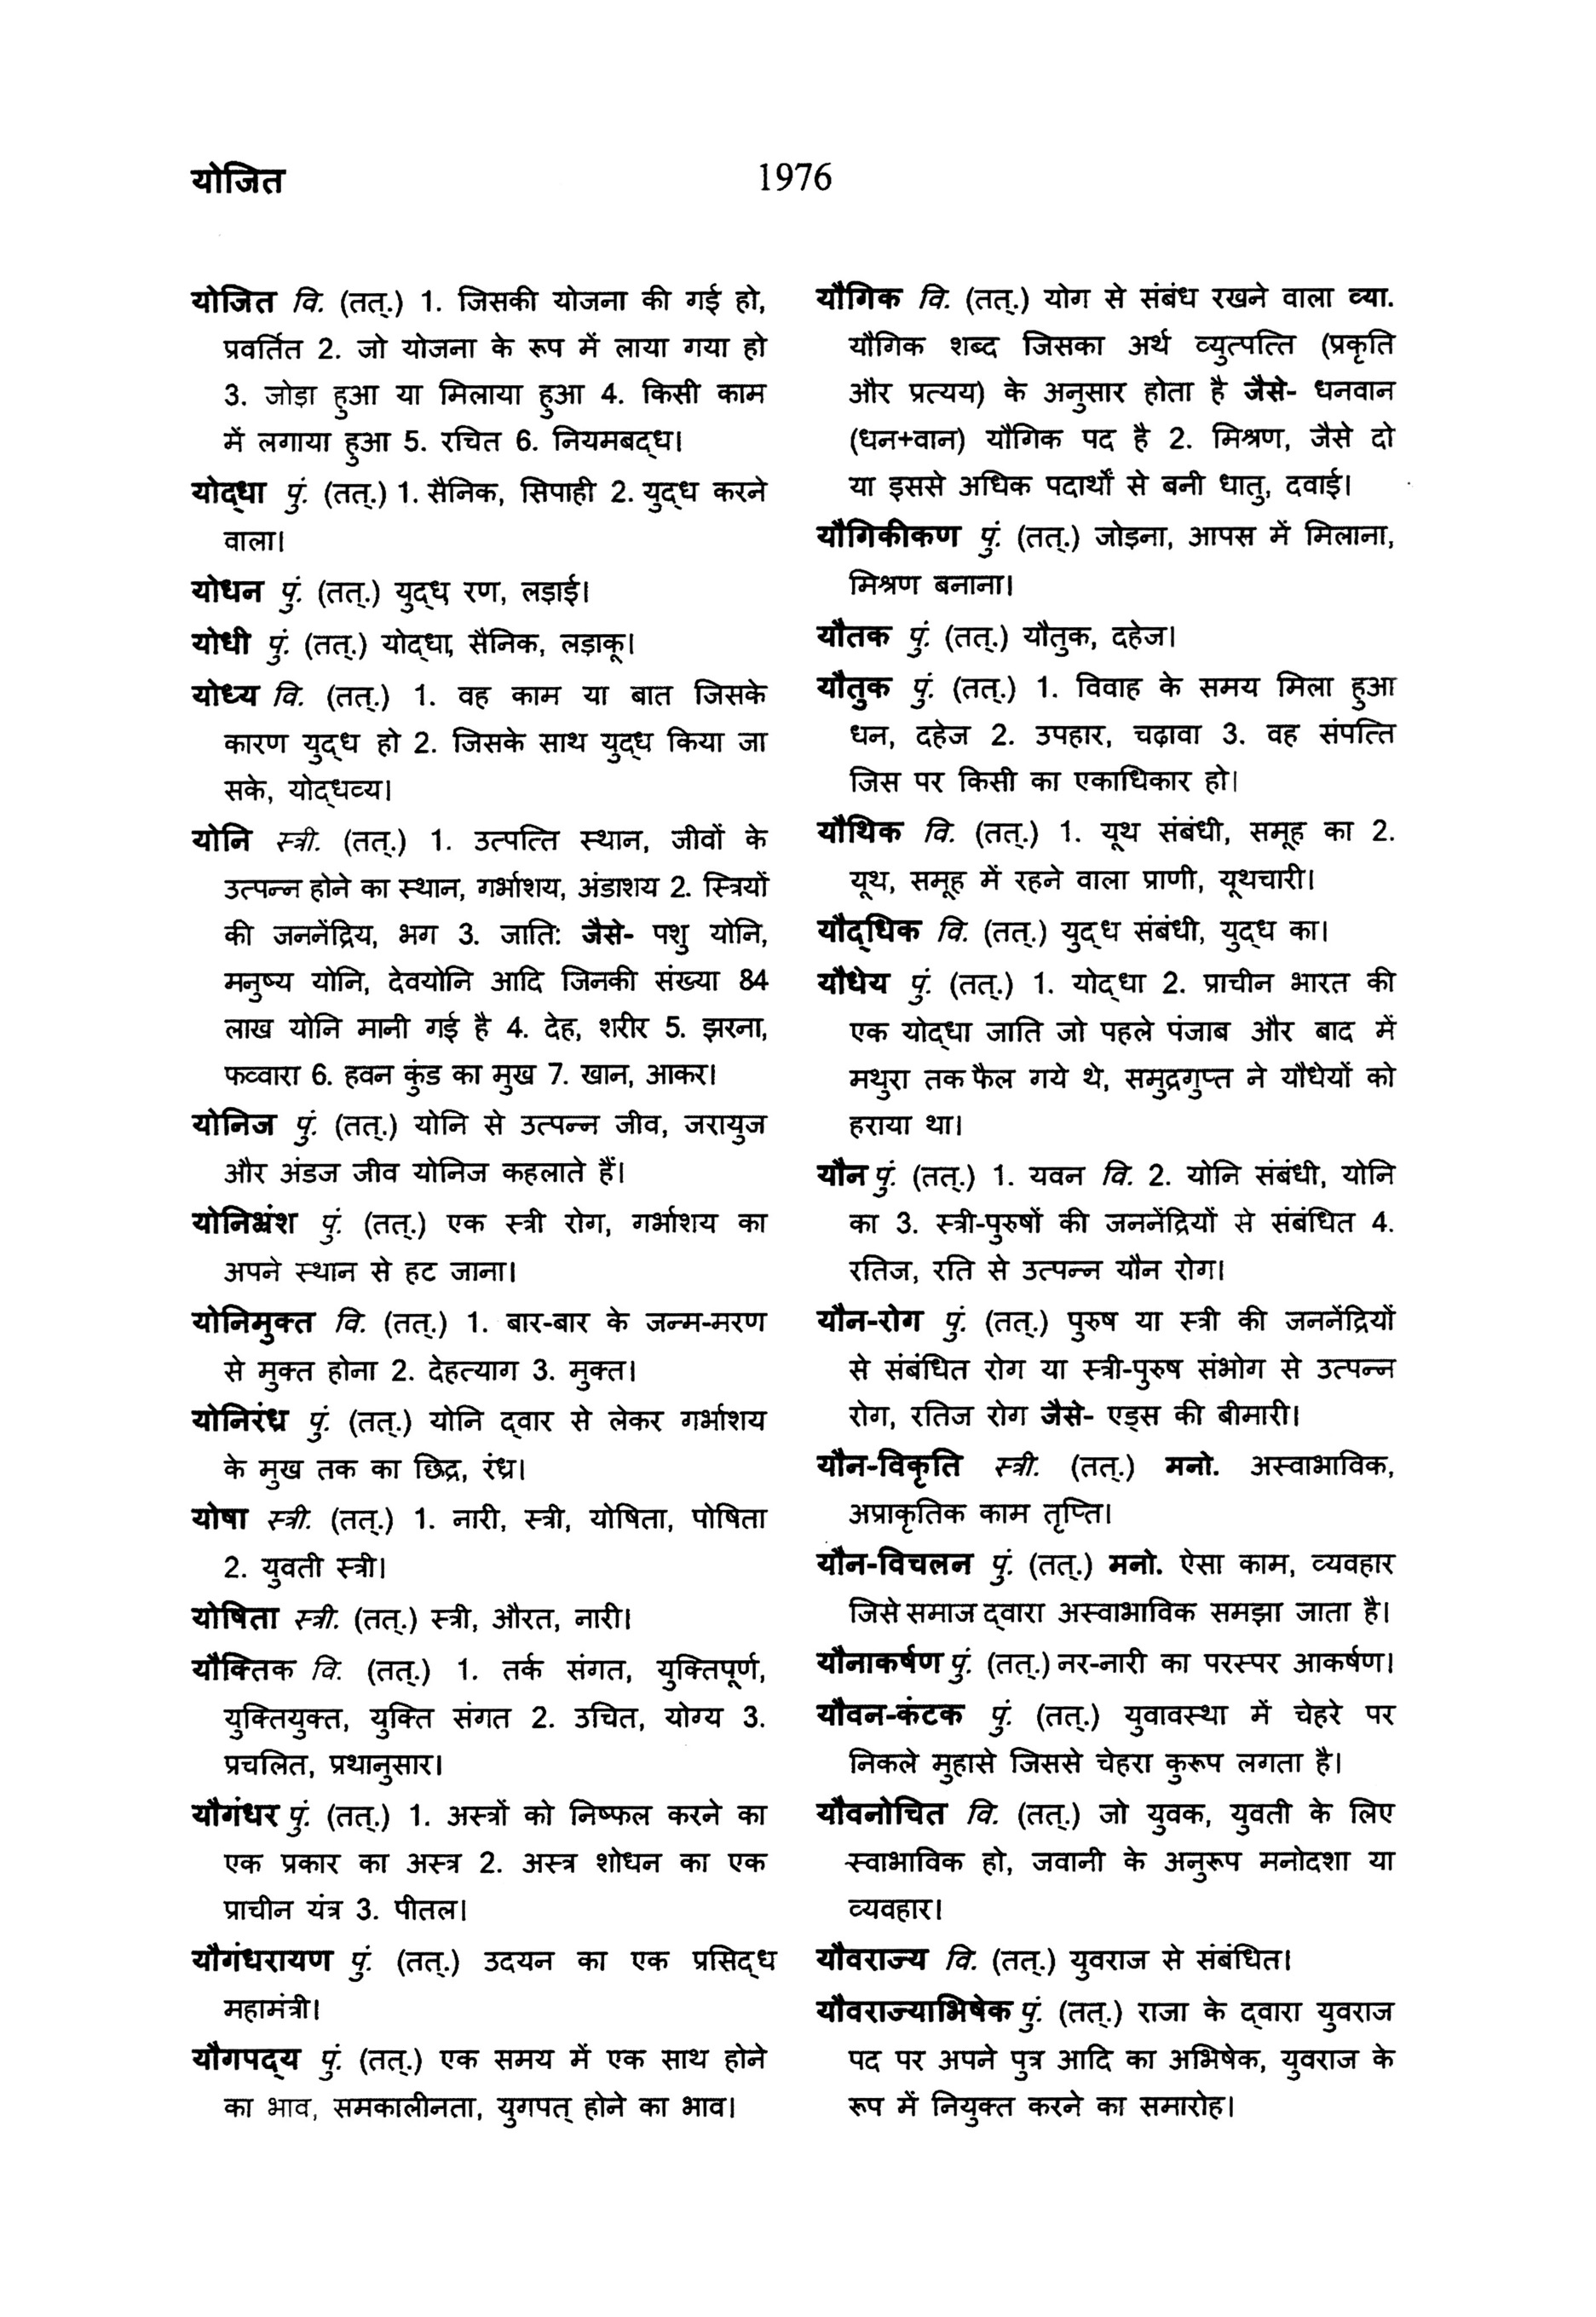 योजित
1976
योजित वि. (तत्.) 1. जिसकी योजना की गई हो,
प्रवर्तित 2. जो योजना के रूप में लाया गया हो
3. जोड़ा हुआ या मिलाया हुआ 4. किसी काम
में लगाया हुआ 5. रचित 6. नियमबद्ध।
योद्धा पुं. (तत्.) 1. सैनिक, सिपाही 2. युद्ध करने
वाला।
योधन पुं. (तत्.) युद्ध, रण, लड़ाई।
योधी पुं. (तत्.) योद्धा, सैनिक, लड़ाकू।
योध्य वि. (तत्.) 1. वह काम या बात जिसके
कारण युद्ध हो 2. जिसके साथ युद्ध किया जा
सके, योद्धव्य।
योनि स्त्री. (तत्.) 1. उत्पत्ति स्थान, जीवों के
उत्पन्न होने का स्थान, गर्भाशय, अंडाशय 2. स्त्रियों
की जननेंद्रिय, भग 3. जाति: जैसे- पशु योनि,
मनुष्य योनि, देवयोनि आदि जिनकी संख्या 84
लाख योनि मानी गई है 4. देह, शरीर 5. झरना,
फव्वारा 6. हवन कुंड का मुख 7. खान, आकर।
योनिज पुं. (तत्.) योनि से उत्पन्न जीव, जरायुज
और अंडज जीव योनिज कहलाते हैं।
योनिभ्रंश पुं. (तत्.) एक स्त्री रोग, गर्भाशय का
अपने स्थान से हट जाना।
योनिमुक्त वि. (तत्.) 1. बार-बार के जन्म-मरण
से मुक्त होना 2. देहत्याग 3. मुक्त।
योनिरंध्र पुं. (तत्.) योनि द्वार से लेकर गर्भाशय
के मुख तक का छिद्र, रंध्र।
योषा स्त्री. (तत्.) 1. नारी, स्त्री, योषिता, पोषिता
2. युवती स्त्री।
योषिता स्त्री. (तत्.) स्त्री, औरत, नारी।
यौक्तिक वि. (तत्.) 1. तर्क संगत, युक्तिपूर्ण,
युक्तियुक्त, युक्ति संगत 2. उचित, योग्य 3.
प्रचलित, प्रथानुसार।
यौगंधर पुं. (तत्.) 1. अस्त्रों को निष्फल करने का
एक प्रकार का अस्त्र 2. अस्त्र शोधन का एक
प्राचीन यंत्र 3. पीतल।
यौगंधरायण पुं. (तत्.) उदयन का एक प्रसिद्ध
महामंत्री।
यौगपद्य पुं. (तत्.) एक समय में एक साथ होने
का भाव, समकालीनता, युगपत् होने का भाव।
यौगिक वि. (तत्.) योग से संबंध रखने वाला व्या.
यौगिक शब्द जिसका अर्थ व्युत्पत्ति (प्रकृति
और प्रत्यय) के अनुसार होता है जैसे- धनवान
(धन+वान) यौगिक पद है 2. मिश्रण, जैसे दो
या इससे अधिक पदार्थों से बनी धातु, दवाई।
यौगिकीकण पुं. (तत्.) जोड़ना, आपस में मिलाना,
मिश्रण बनाना।
यौतक पुं. (तत्.) यौतुक, दहेज।
यौतुक पुं. (तत्.) 1. विवाह के समय मिला हुआ
धन, दहेज 2. उपहार, चढ़ावा 3. वह संपत्ति
जिस पर किसी का एकाधिकार हो।
यौथिक वि. (तत्.) 1. यूथ संबंधी, समूह का 2.
यूथ, समूह में रहने वाला प्राणी, यूथचारी।
यौद्धिक वि. (तत्.) युद्ध संबंधी, युद्ध का।
यौधेय पुं. (तत्.) 1. योद्धा 2. प्राचीन भारत की
एक योद्धा जाति जो पहले पंजाब और बाद में
मथुरा तक फैल गये थे, समुद्रगुप्त ने यौधेयों को
हराया था।
यौन पुं. (तत्.) 1. यवन वि. 2. योनि संबंधी, योनि
का 3. स्त्री-पुरुषों की जननेंद्रियों से संबंधित 4.
रतिज, रति से उत्पन्न यौन रोग।
यौन-रोग पुं. (तत्.) पुरुष या स्त्री की जननेंद्रियों
से संबंधित रोग या स्त्री-पुरुष संभोग से उत्पन्न
रोग, रतिज रोग जैसे- एड्स की बीमारी।
यौन-विकृति स्त्री. (तत्.) मनो. अस्वाभाविक,
अप्राकृतिक काम तृप्ति।
यौन-विचलन पुं. (तत्.) मनो. ऐसा काम, व्यवहार
जिसे समाज द्वारा अस्वाभाविक समझा जाता है।
यौनाकर्षण पुं. (तत्.) नर-नारी का परस्पर आकर्षण।
यौवन-कंटक पुं. (तत्.) युवावस्था में चेहरे पर
निकले मुहासे जिससे चेहरा कुरूप लगता है।
यौवनोचित वि. (तत्.) जो युवक, युवती के लिए
स्वाभाविक हो, जवानी के अनुरूप मनोदशा या
व्यवहार।
यौवराज्य वि. (तत्.) युवराज से संबंधित।
यौवराज्याभिषेक पुं. (तत्.) राजा के द्वारा युवराज
पद पर अपने पुत्र आदि का अभिषेक, युवराज के
रूप में नियुक्त करने का समारोह।